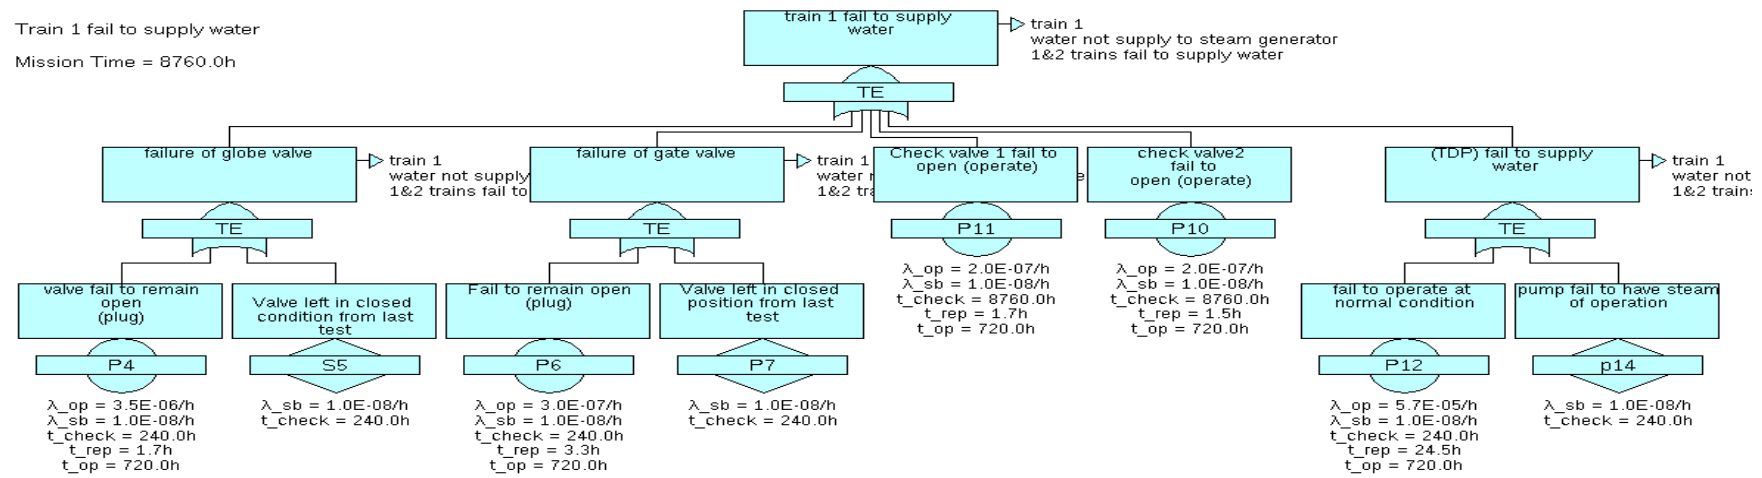 Train 1 fail to supply water
Mission Time = 8760.0h
train 1 fail to supply
water
TE
train 1
water not supply to steam generator
1&2 trains fail to supply water
failure of globe valve
TE
train 1
water not supply
1&2 trains fail to
failure of gate valve
TE
train 1
water
1&2
Check valve 1 fail to
open (operate)
P11
λ_op = 2.0E-07/h
λ_sb = 1.0E-08/h
t_check = 8760.0h
t_rep = 1.7h
t_op = 720.0h
check valve2
fail to
open (operate)
P10
λ_op = 2.0E-07/h
λ_sb = 1.0E-08/h
t_check = 8760.0h
t_rep = 1.5h
t_op = 720.0h
(TDP) fail to supply
water
TE
train 1
water not
1&2 trains
valve fail to remain
open
(plug)
P4
λ_op = 3.5E-06/h
λ_sb = 1.0E-08/h
t_check = 240.0h
t_rep = 1.7h
t_op = 720.0h
Valve left in closed
condition from last
test
S5
λ_sb = 1.0E-08/h
t_check = 240.0h
Fail to remain open
(plug)
P6
λ_op = 3.0E-07/h
λ_sb = 1.0E-08/h
t_check = 240.0h
t_rep = 3.3h
t_op = 720.0h
Valve left in closed
position from last
test
P7
λ_sb = 1.0E-08/h
t_check = 240.0h
fail to operate at
normal condition
P12
λ_op = 5.7E-05/h
λ_sb = 1.0E-08/h
t_check = 240.0h
t_rep = 24.5h
t_op = 720.0h
pump fail to have steam
of operation
p14
λ_sb = 1.0E-08/h
t_check = 240.0h